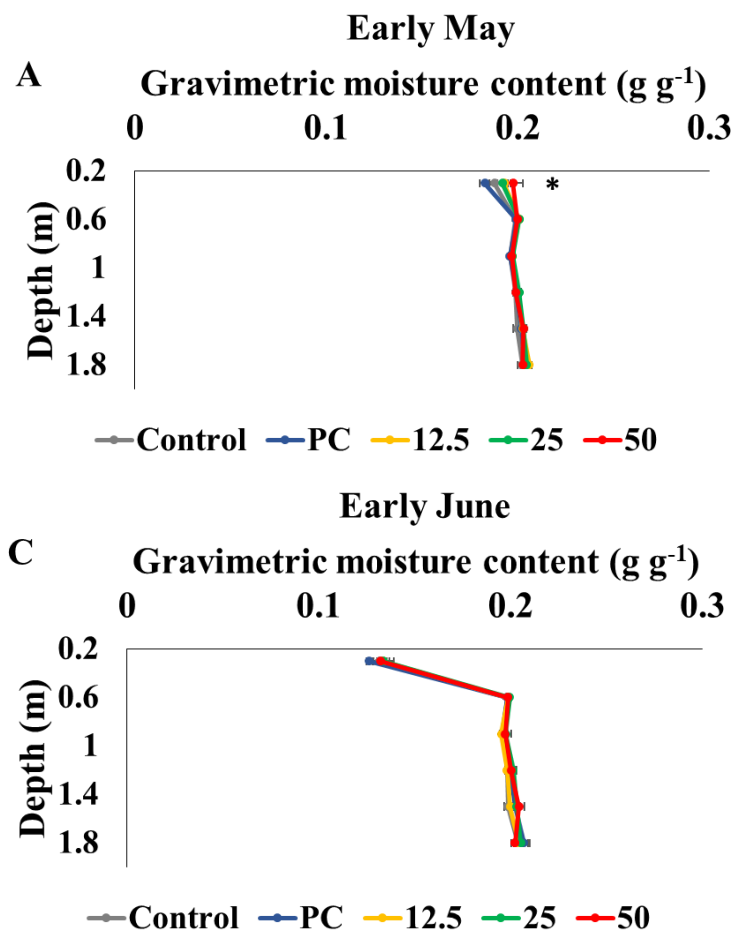 Early May
A
Gravimetric moisture content (g g-1)
0 0.1 0.2 0.3
0.2
*
0.6
1
1.4
1.8
Depth (m)
Control PC 12.5 25 50
Early June
C
Gravimetric moisture content (g g-1)
0 0.1 0.2 0.3
0.2
0.6
1
1.4
1.8
Depth (m)
Control PC 12.5 25 50